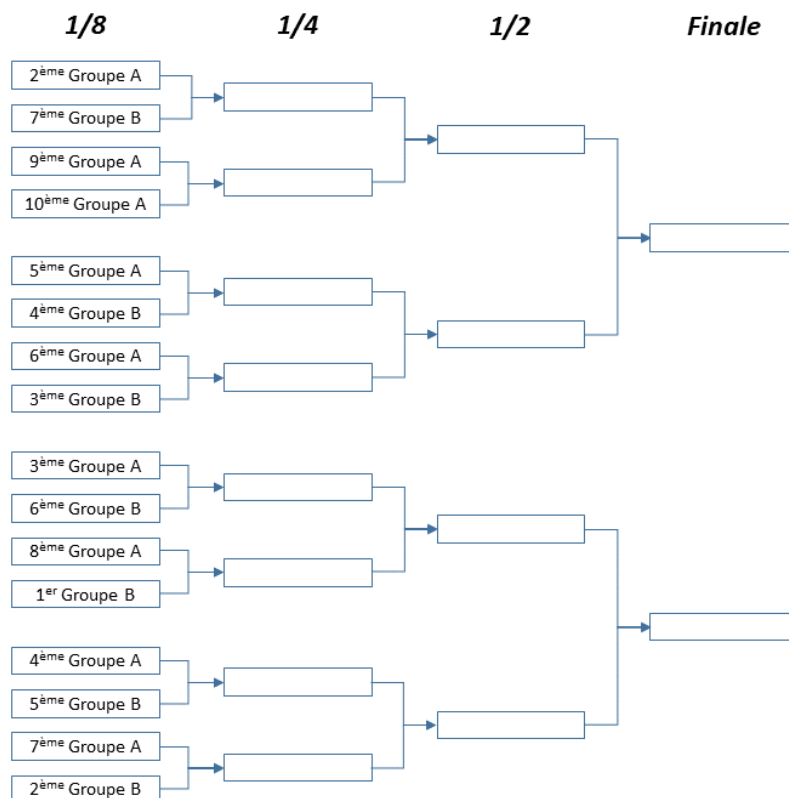 1/8 1/4 1/2 Finale
2ème Groupe A
7ème Groupe B
9ème Groupe A
10ème Groupe A
5ème Groupe A
4ème Groupe B
6ème Groupe A
3ème Groupe B
3ème Groupe A
6ème Groupe B
8ème Groupe A
1er Groupe B
4ème Groupe A
5ème Groupe B
7ème Groupe A
2ème Groupe B